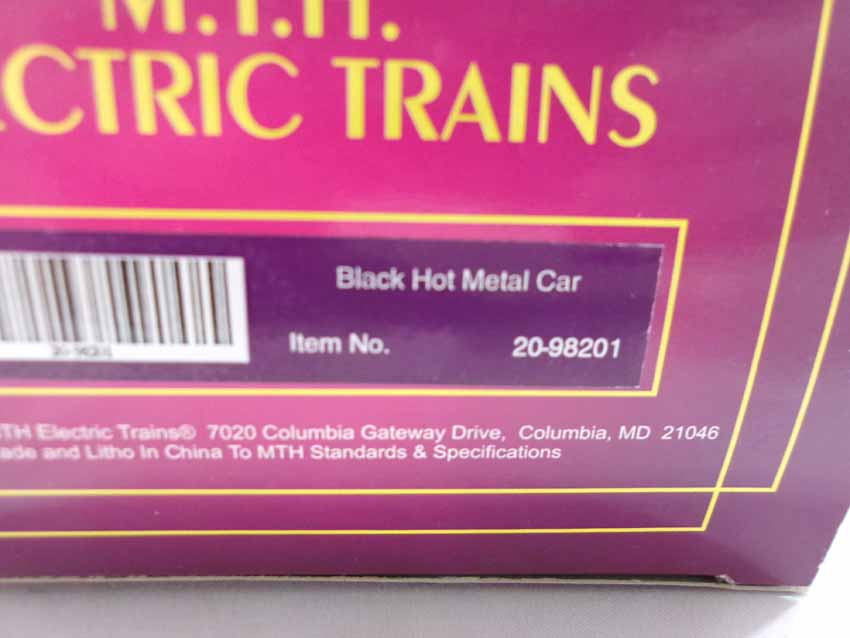 M.T.H.
ECTRIC TRAINS
Black Hot Metal Car
Item No. 20-98201
TH Electric Trains® 7020 Columbia Gateway Drive, Columbia, MD 21046
ade and Litho In China To MTH Standards & Specifications